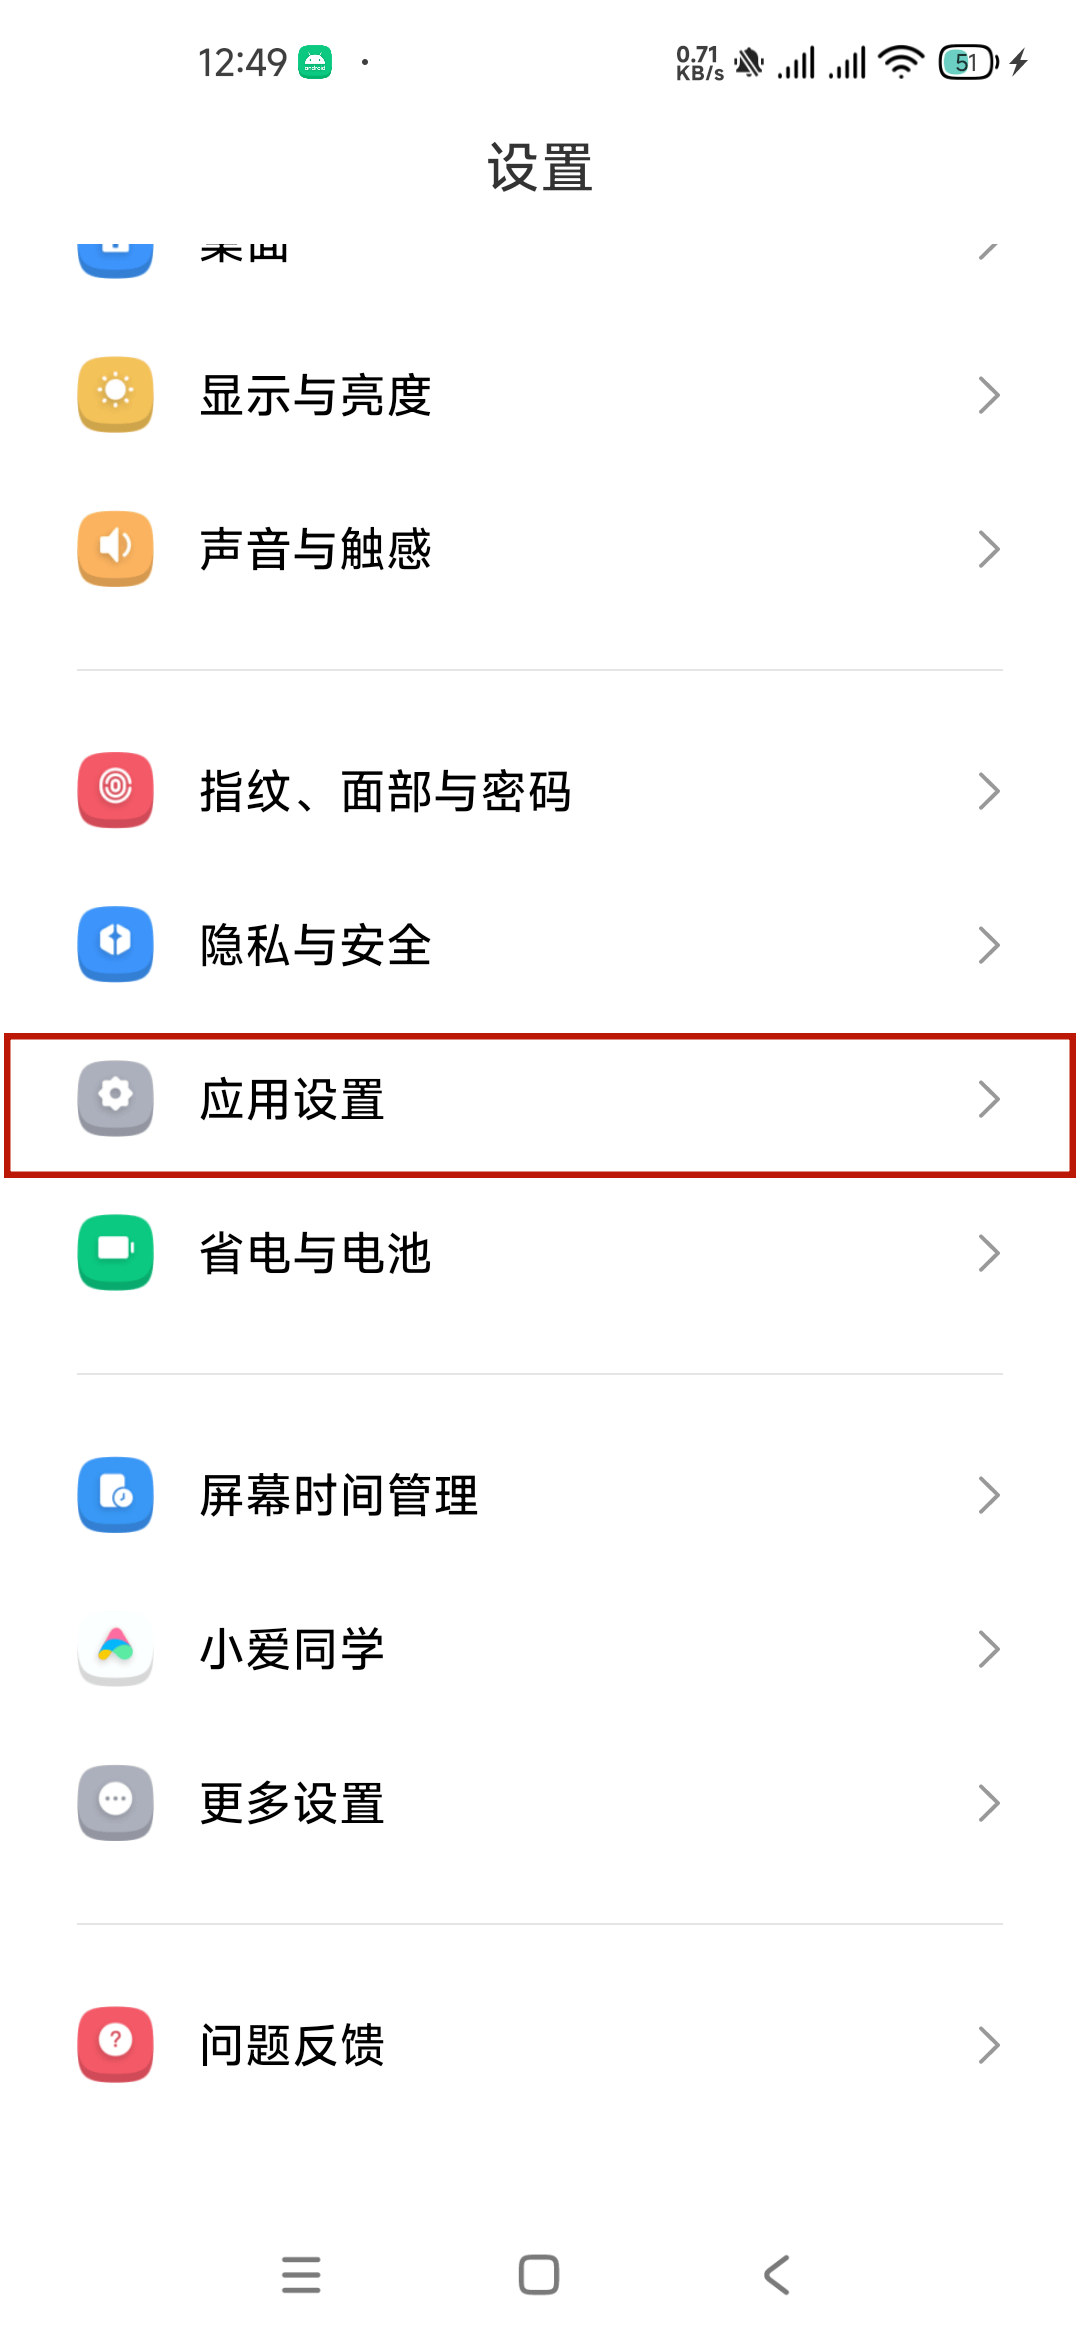 12:49
0.71
KB/s
51
设置
桌面
显示与亮度
声音与触感
指纹、面部与密码
隐私与安全
应用设置
省电与电池
屏幕时间管理
小爱同学
更多设置
问题反馈